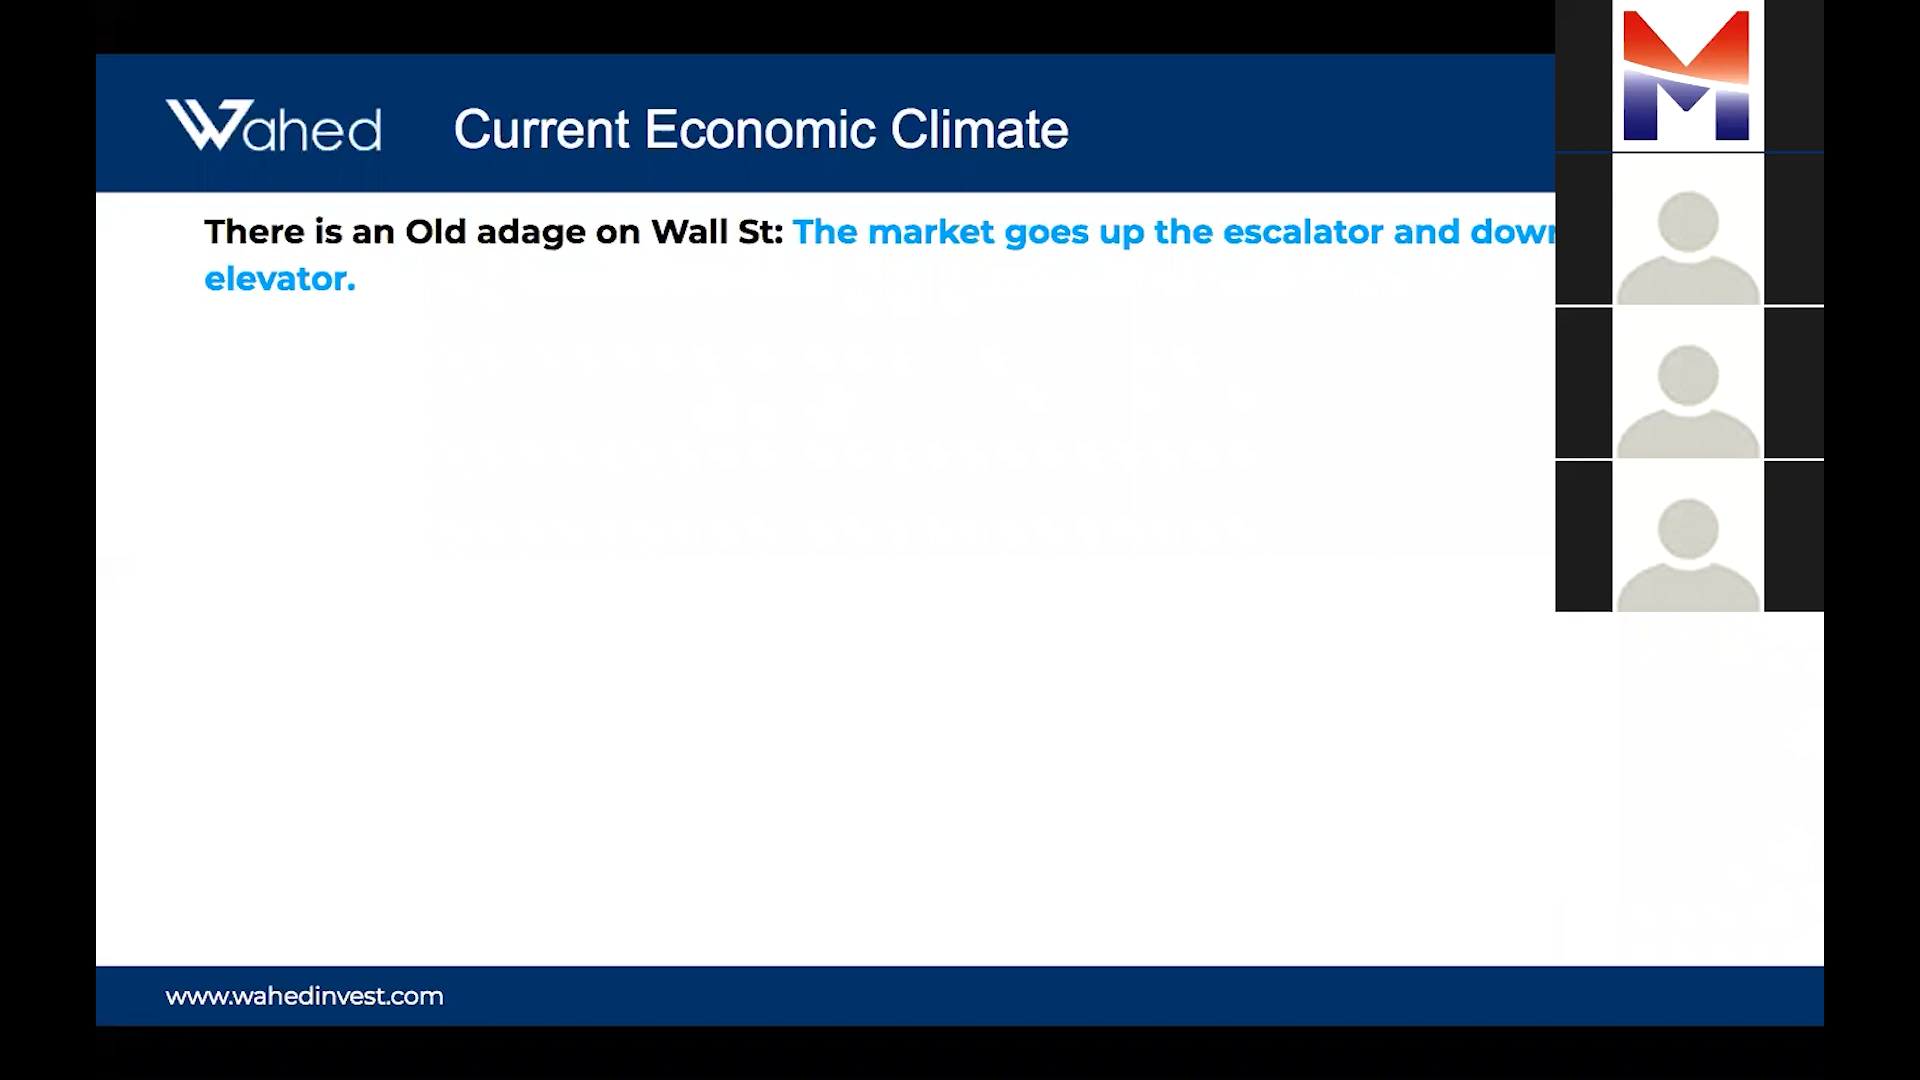 Wahed
Current Economic Climate
There is an Old adage on Wall St: The market goes up the escalator and down
elevator.
www.wahedinvest.com
M